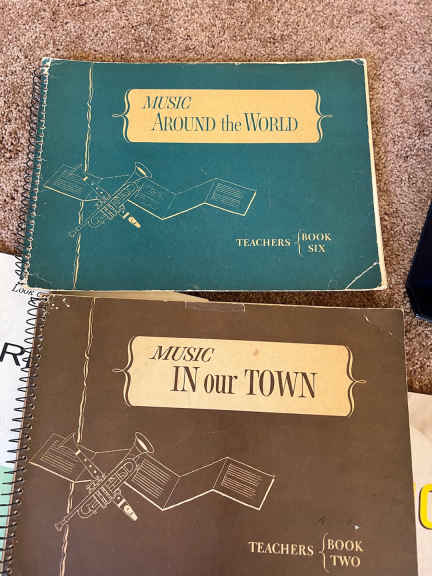 MUSIC
AROUND the WORLD
TEACHERS { BOOK
SIX
MUSIC
IN our TOWN
TEACHERS { BOOK
TWO